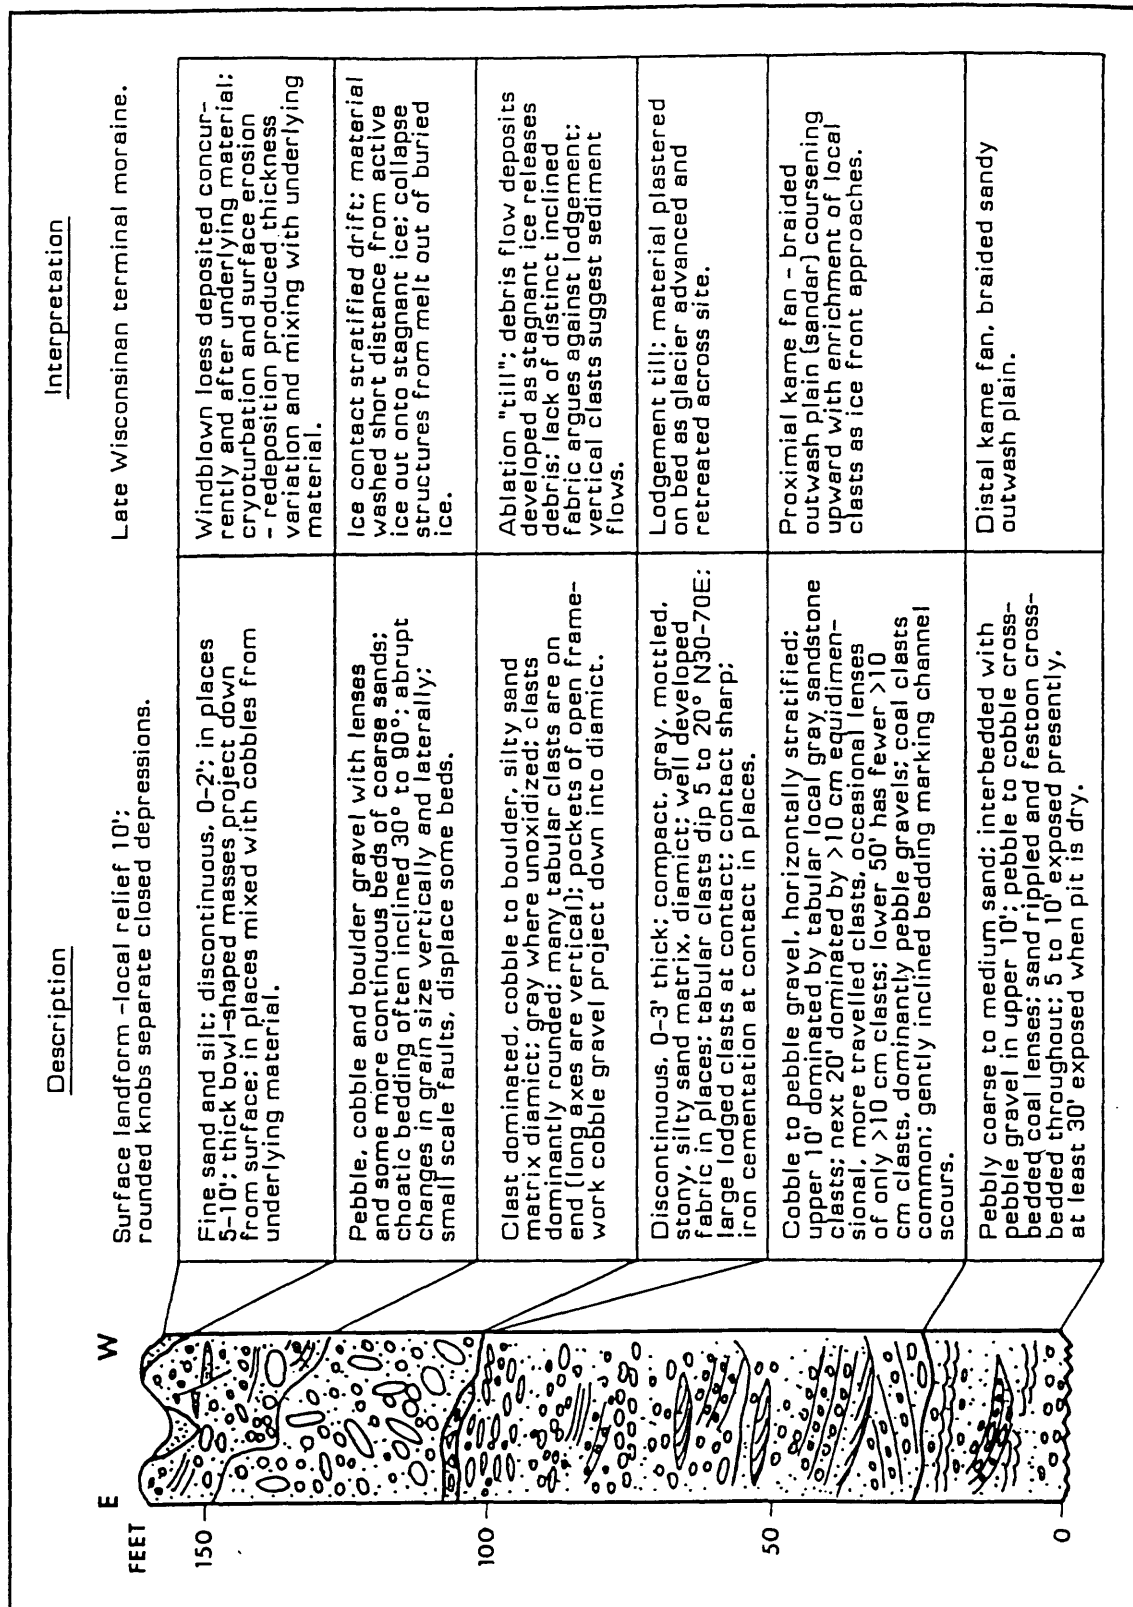 Description
Interpretation
Surface landform -local relief 10';
rounded knobs separate closed depressions.
Late Wisconsinan terminal moraine.
Fine sand and silt; discontinuous, 0-2'; in places
5-10'; thick bowl-shaped masses project down
from surface; in places mixed with cobbles from
underlying material.
Windblown loess deposited concur-
rently and after underlying material;
cryoturbation and surface erosion
- redeposition produced thickness
variation and mixing with underlying
material.
Pebble, cobble and boulder gravel with lenses
and some more continuous beds of coarse sands;
choatic bedding often inclined 30° to 90°; abrupt
changes in grain size vertically and laterally;
small scale faults, displace some beds.
Ice contact stratified drift; material
washed short distance from active
ice out onto stagnant ice; collapse
structures from melt out of buried
ice.
Clast dominated, cobble to boulder, silty sand
matrix diamict; gray where unoxidized; clasts
dominantly rounded; many tabular clasts are on
end (long axes are vertical); pockets of open frame-
work cobble gravel project down into diamict.
Ablation "till"; debris flow deposits
developed as stagnant ice releases
debris; lack of distinct inclined
fabric argues against lodgement;
vertical clasts suggest sediment
flows.
Discontinuous, 0-3' thick; compact, gray, mottled,
stony, silty sand matrix, diamict; well developed
fabric in places; tabular clasts dip 5 to 20° N30-70E;
large lodged clasts at contact; contact sharp;
iron cementation at contact in places.
Lodgement till; material plastered
on bed as glacier advanced and
retreated across site.
Cobble to pebble gravel, horizontally stratified;
upper 10' dominated by tabular local gray sandstone
clasts; next 20' dominated by >10 cm equidimen-
sional, more travelled clasts, occasional lenses
of only >10 cm clasts; lower 50' has fewer >10
cm clasts, dominantly pebble gravels; coal clasts
common; gently inclined bedding marking channel
scours.
Proximial kame fan - braided
outwash plain (sandar) coursening
upward with enrichment of local
clasts as ice front approaches.
Pebbly coarse to medium sand; interbedded with
pebble gravel in upper 10'; pebble to cobble cross-
bedded coal lenses; sand rippled and festoon cross-
bedded throughout; 5 to 10' exposed presently,
at least 30' exposed when pit is dry.
Distal kame fan, braided sandy
outwash plain.
E W
FEET
150
100
50
0